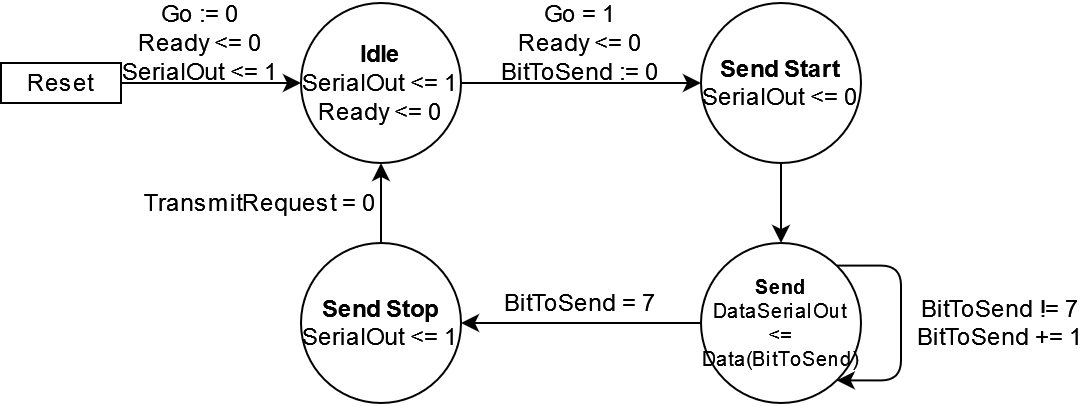 Reset
Go := 0
Ready <= 0
SerialOut <= 1
Idle
SerialOut <= 1
Ready <= 0
Go = 1
Ready <= 0
BitToSend := 0
Send Start
SerialOut <= 0
TransmitRequest = 0
Send Stop
SerialOut <= 1
BitToSend = 7
Send
DataSerialOut
<=
Data(BitToSend)
BitToSend != 7
BitToSend += 1